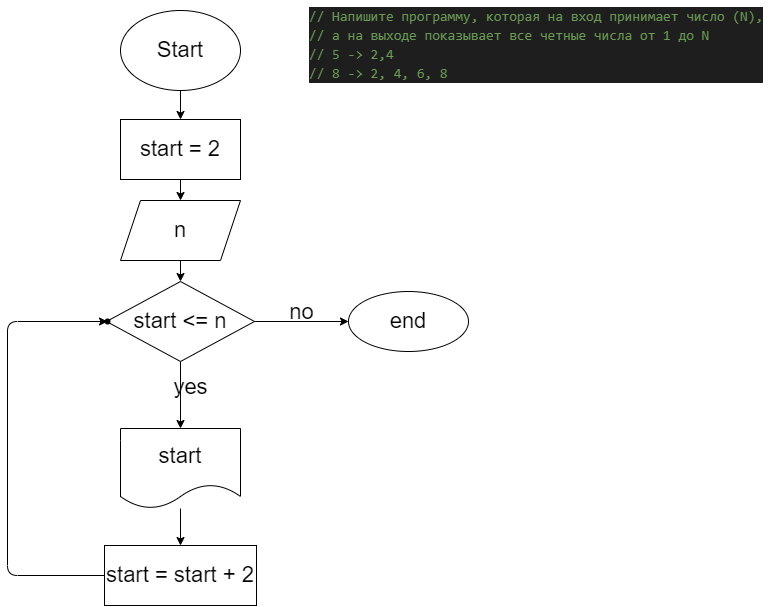 Start
// Напишите программу, которая на вход принимает число (N),
// а на выходе показывает все четные числа от 1 до N
// 5 -> 2,4
// 8 -> 2, 4, 6, 8
start = 2
n
start <= n
no
end
yes
start
start = start + 2